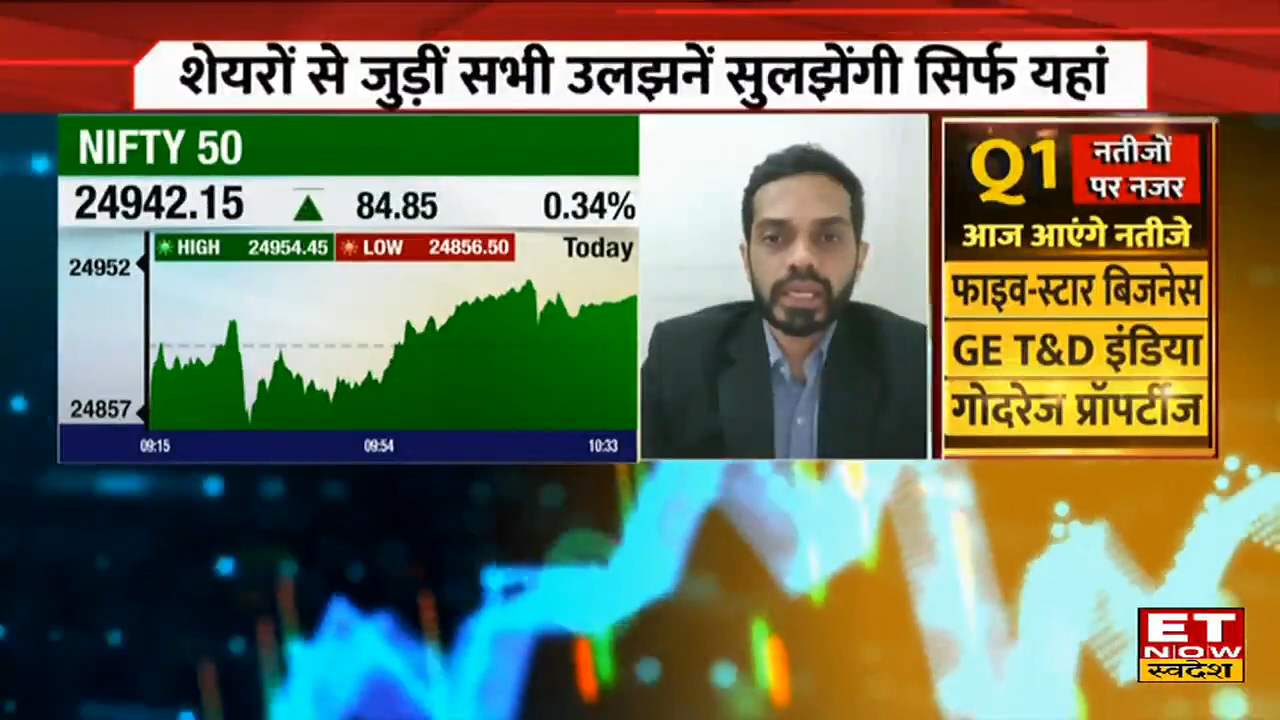 शेयरों से जुड़ीं सभी उलझनें सुलझेंगी सिर्फ यहां
NIFTY 50
24942.15 84.85 0.34%
HIGH 24954.45 LOW 24856.50 Today
24952
24857
09:15 09:54 10:33
Q1 नतीजों
पर नजर
आज आएंगे नतीजे
फाइव-स्टार बिजनेस
GE T&D इंडिया
गोदरेज प्रॉपर्टीज
ET
NOW
स्वदेश